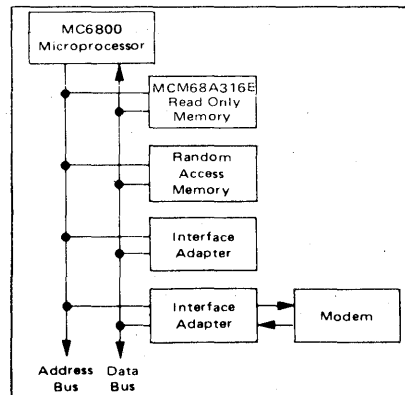 MC6800
Microprocessor
MCM68A316E
Read Only
Memory
Random
Access
Memory
Interface
Adapter
Interface
Adapter
Modem
Address
Bus
Data
Bus